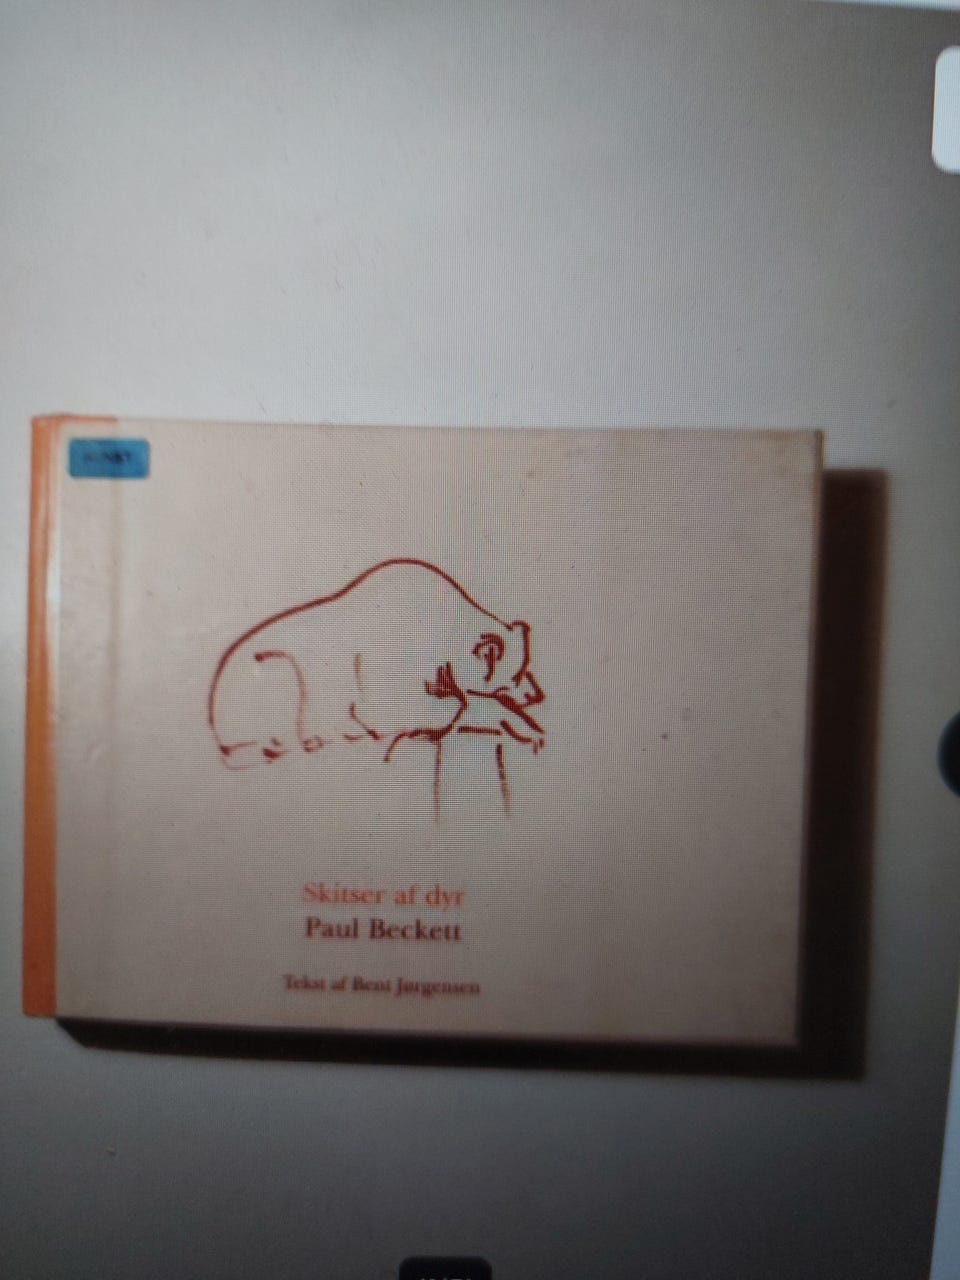 Skitser af dyr
Paul Beckett
Tekst af Bent Jørgensen